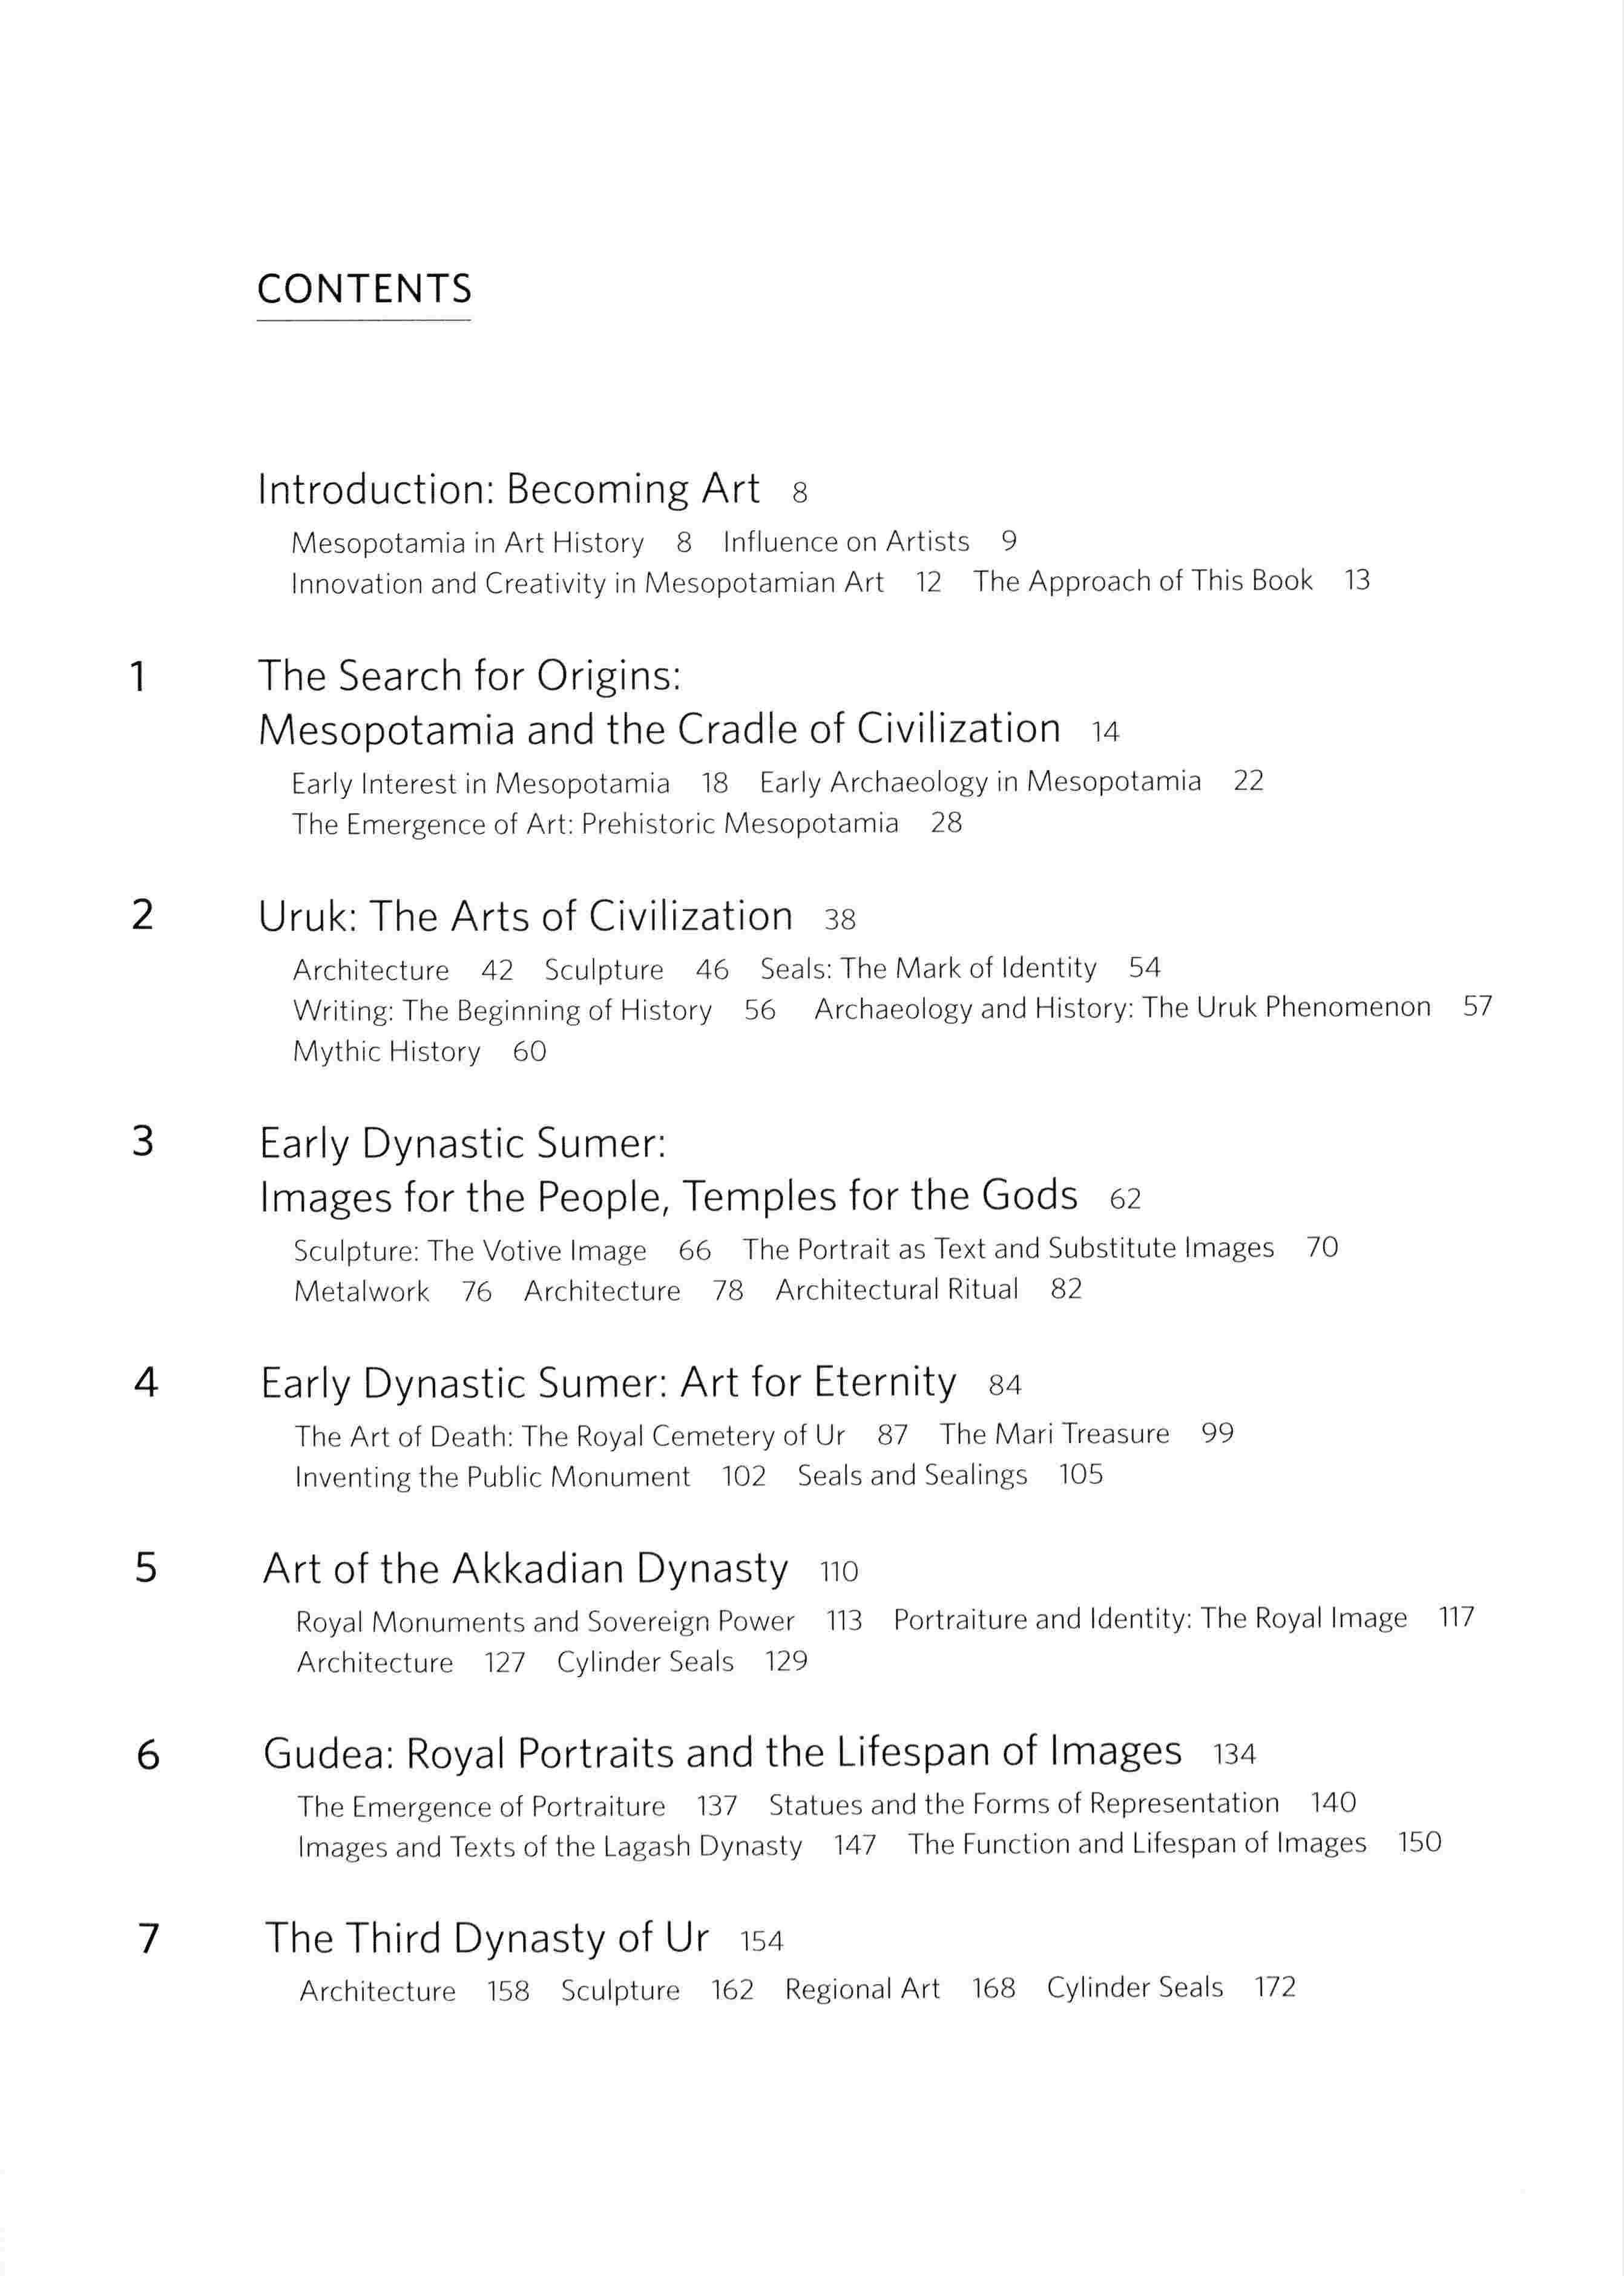 CONTENTS
Introduction: Becoming Art 8
Mesopotamia in Art History 8 Influence on Artists 9
Innovation and Creativity in Mesopotamian Art 12 The Approach of This Book 13
1 The Search for Origins:
Mesopotamia and the Cradle of Civilization 14
Early Interest in Mesopotamia 18 Early Archaeology in Mesopotamia 22
The Emergence of Art: Prehistoric Mesopotamia 28
2 Uruk: The Arts of Civilization 38
Architecture 42 Sculpture 46 Seals: The Mark of Identity 54
Writing: The Beginning of History 56 Archaeology and History: The Uruk Phenomenon 57
Mythic History 60
3 Early Dynastic Sumer:
Images for the People, Temples for the Gods 62
Sculpture: The Votive Image 66 The Portrait as Text and Substitute Images 70
Metalwork 76 Architecture 78 Architectural Ritual 82
4 Early Dynastic Sumer: Art for Eternity 84
The Art of Death: The Royal Cemetery of Ur 87 The Mari Treasure 99
Inventing the Public Monument 102 Seals and Sealings 105
5 Art of the Akkadian Dynasty 110
Royal Monuments and Sovereign Power 113 Portraiture and Identity: The Royal Image 117
Architecture 127 Cylinder Seals 129
6 Gudea: Royal Portraits and the Lifespan of Images 134
The Emergence of Portraiture 137 Statues and the Forms of Representation 140
Images and Texts of the Lagash Dynasty 147 The Function and Lifespan of Images 150
7 The Third Dynasty of Ur 154
Architecture 158 Sculpture 162 Regional Art 168 Cylinder Seals 172